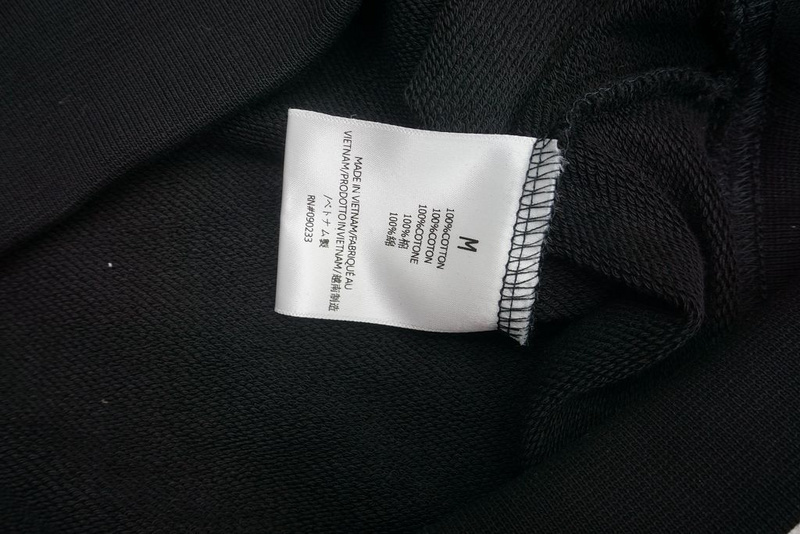 M
100%COTTON
100%COTON
100%COTONE
100%棉
100%綿
MADE IN VIETNAM/FABRIQUÉ AU
VIETNAM/PRODOTTO IN VIETNAM/越南制造
/ベトナム製
RN#090233